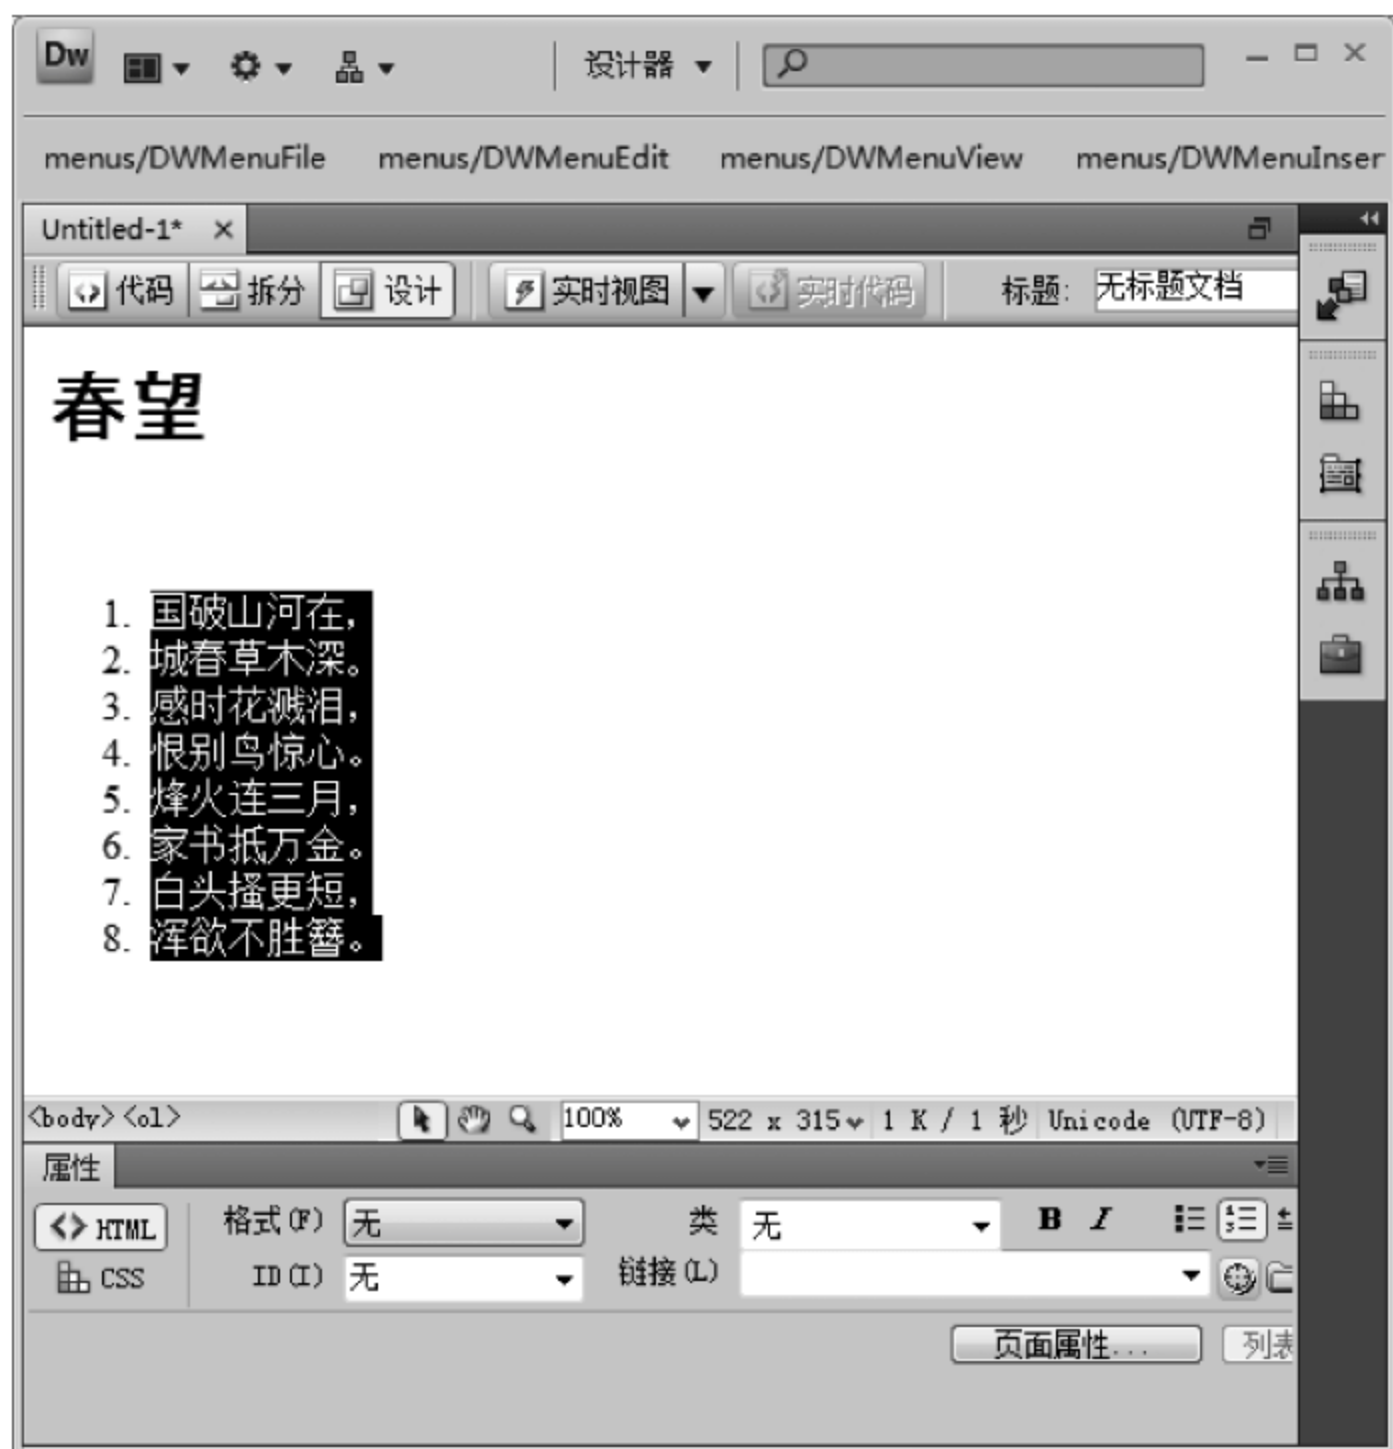 Dw 设计器
menus/DWMenuFile menus/DWMenuEdit menus/DWMenuView menus/DWMenuInser
Untitled-1* ×
代码 拆分 设计 实时视图 实时代码 标题: 无标题文档
春望
1. 国破山河在，
2. 城春草木深。
3. 感时花溅泪，
4. 恨别鸟惊心。
5. 烽火连三月，
6. 家书抵万金。
7. 白头搔更短，
8. 浑欲不胜簪。
<body><ol> 100% 522 x 315 1 K / 1 秒 Unicode (UTF-8)
属性
<> HTML 格式(F) 无 类 无 B I
CSS ID(I) 无 链接(L)
页面属性... 列表